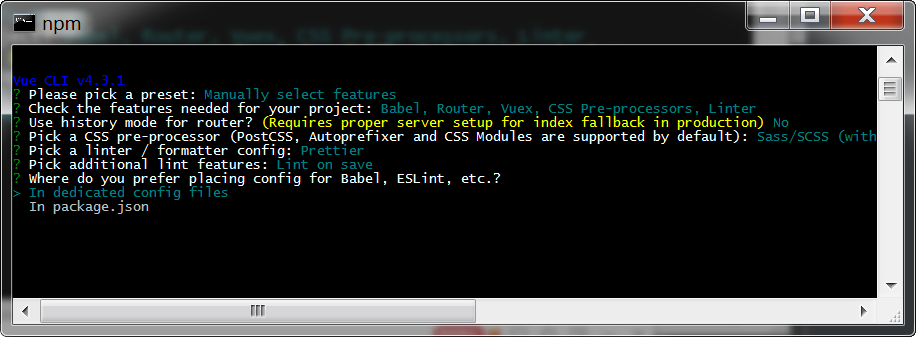 npm
Vue CLI v4.3.1
? Please pick a preset: Manually select features
? Check the features needed for your project: Babel, Router, Vuex, CSS Pre-processors, Linter
? Use history mode for router? (Requires proper server setup for index fallback in production) No
? Pick a CSS pre-processor (PostCSS, Autoprefixer and CSS Modules are supported by default): Sass/SCSS (with
? Pick a linter / formatter config: Prettier
? Pick additional lint features: Lint on save
? Where do you prefer placing config for Babel, ESLint, etc.?
> In dedicated config files
In package.json